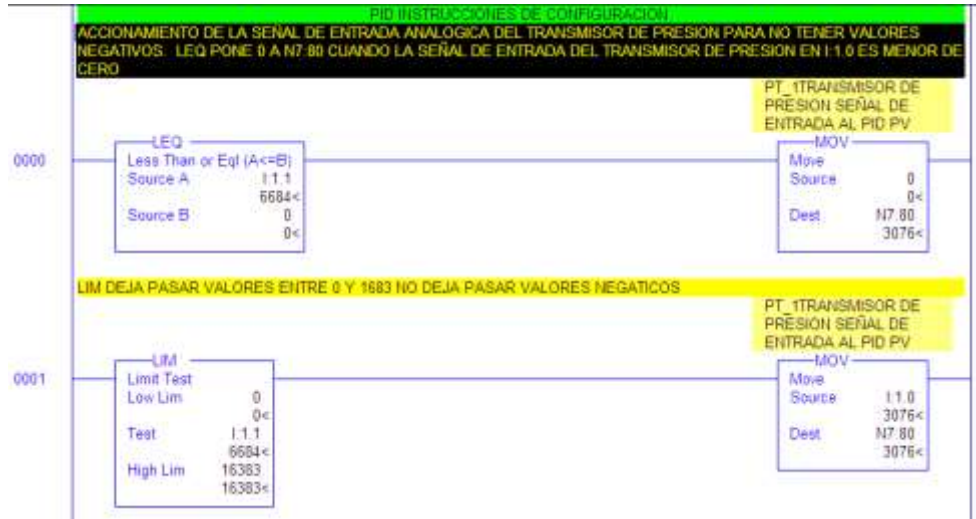 PID INSTRUCCIONES DE CONFIGURACION
ACCIONAMIENTO DE LA SEÑAL DE ENTRADA ANALOGICA DEL TRANSMISOR DE PRESION PARA NO TENER VALORES
NEGATIVOS. LEQ PONE 0 A N7:80 CUANDO LA SEÑAL DE ENTRADA DEL TRANSMISOR DE PRESION EN I:1.0 ES MENOR DE
CERO
PT_1TRANSMISOR DE
PRESION SEÑAL DE
ENTRADA AL PID PV
0000
LEQ
Less Than or Eql (A<=B)
Source A I:1.1
6684<
Source B 0
0<
MOV
Move
Source 0
0<
Dest N7:80
3076<
LIM DEJA PASAR VALORES ENTRE 0 Y 1683 NO DEJA PASAR VALORES NEGATICOS
PT_1TRANSMISOR DE
PRESION SEÑAL DE
ENTRADA AL PID PV
0001
LIM
Limit Test
Low Lim 0
0<
Test I:1.1
6684<
High Lim 16383
16383<
MOV
Move
Source I:1.0
3076<
Dest N7:80
3076<